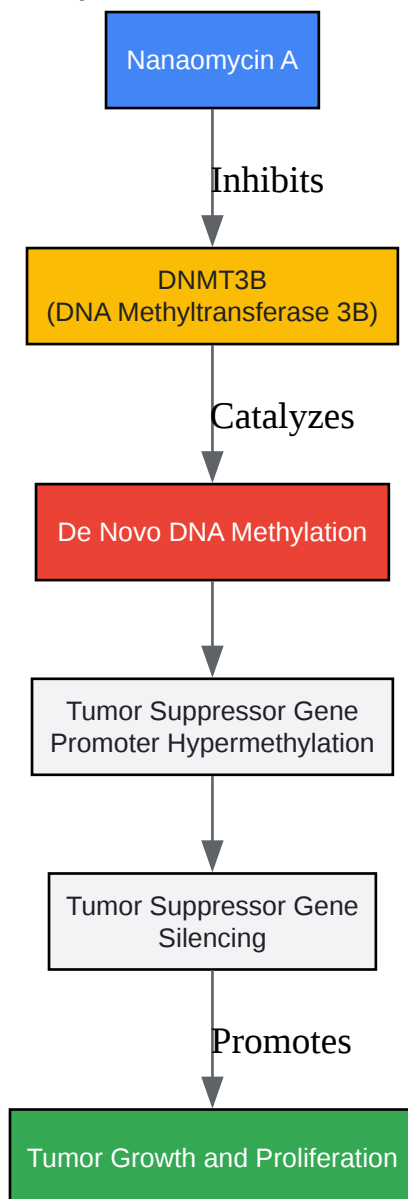 Nanaomycin A
Inhibits
DNMT3B
(DNA Methyltransferase 3B)
Catalyzes
De Novo DNA Methylation
Tumor Suppressor Gene
Promoter Hypermethylation
Tumor Suppressor Gene
Silencing
Promotes
Tumor Growth and Proliferation